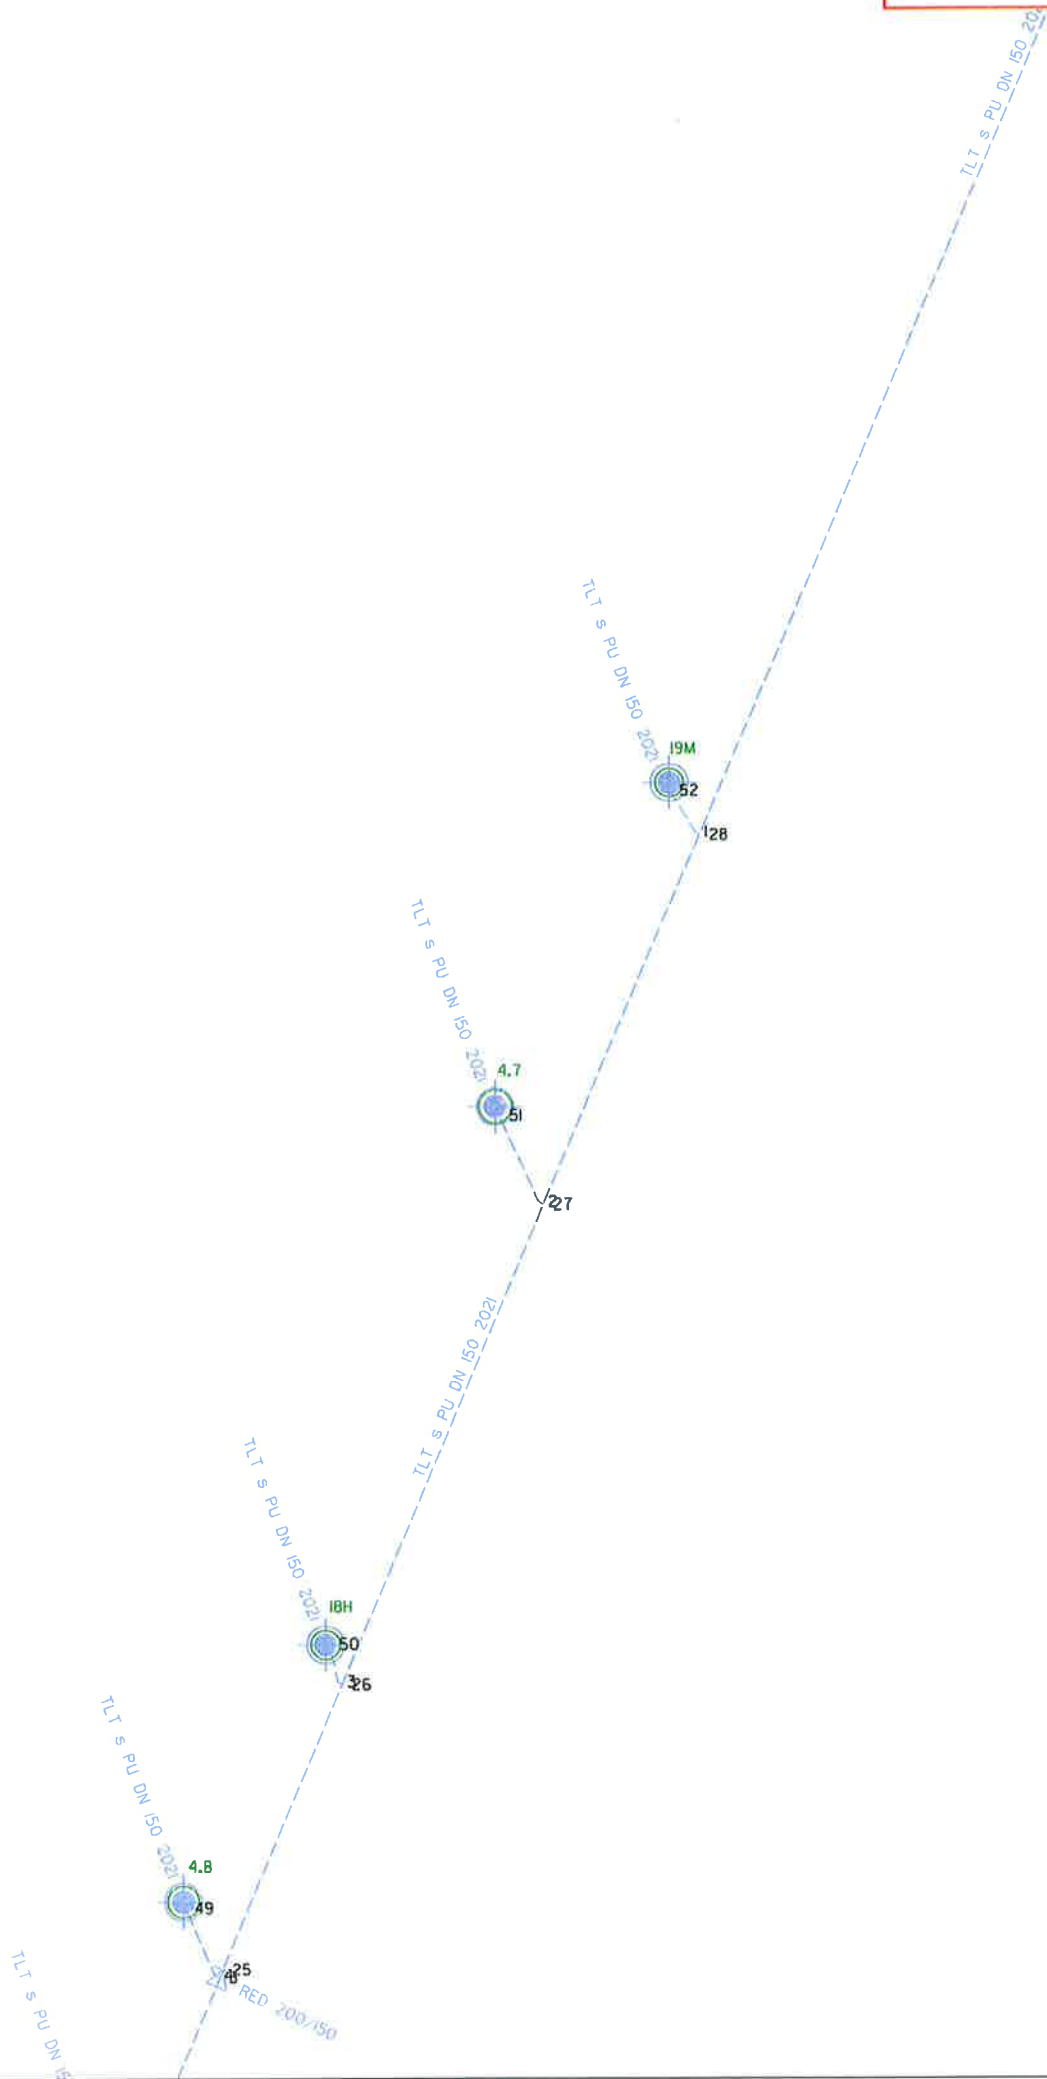 TLT s PU DN 150
TLT s PU DN 150 2021
19M
52
128
TLT s PU DN 150 2021
4.7
51
27
TLT s PU DN 150 2021
TLT s PU DN 150 2021
18H
50
26
TLT s PU DN 150 2021
4.8
49
25
RED 200/150
TLT s PU DN